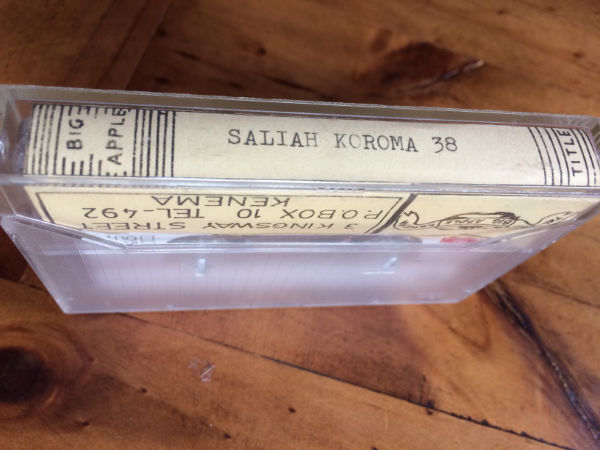 BIG
APPLE
SALIAH KOROMA 38
TITLE
3 KINGSWAY STREET
P.O.BOX 10 TEL-492
KENEMA